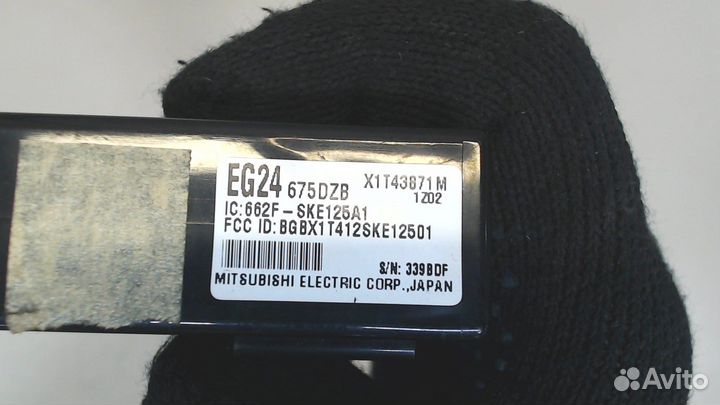 EG24 675DZB X1T43871M
1Z02
IC:662F-SKE125A1
FCC ID:BGBX1T412SKE12501
S/N: 339BDF
MITSUBISHI ELECTRIC CORP.,JAPAN
Avito